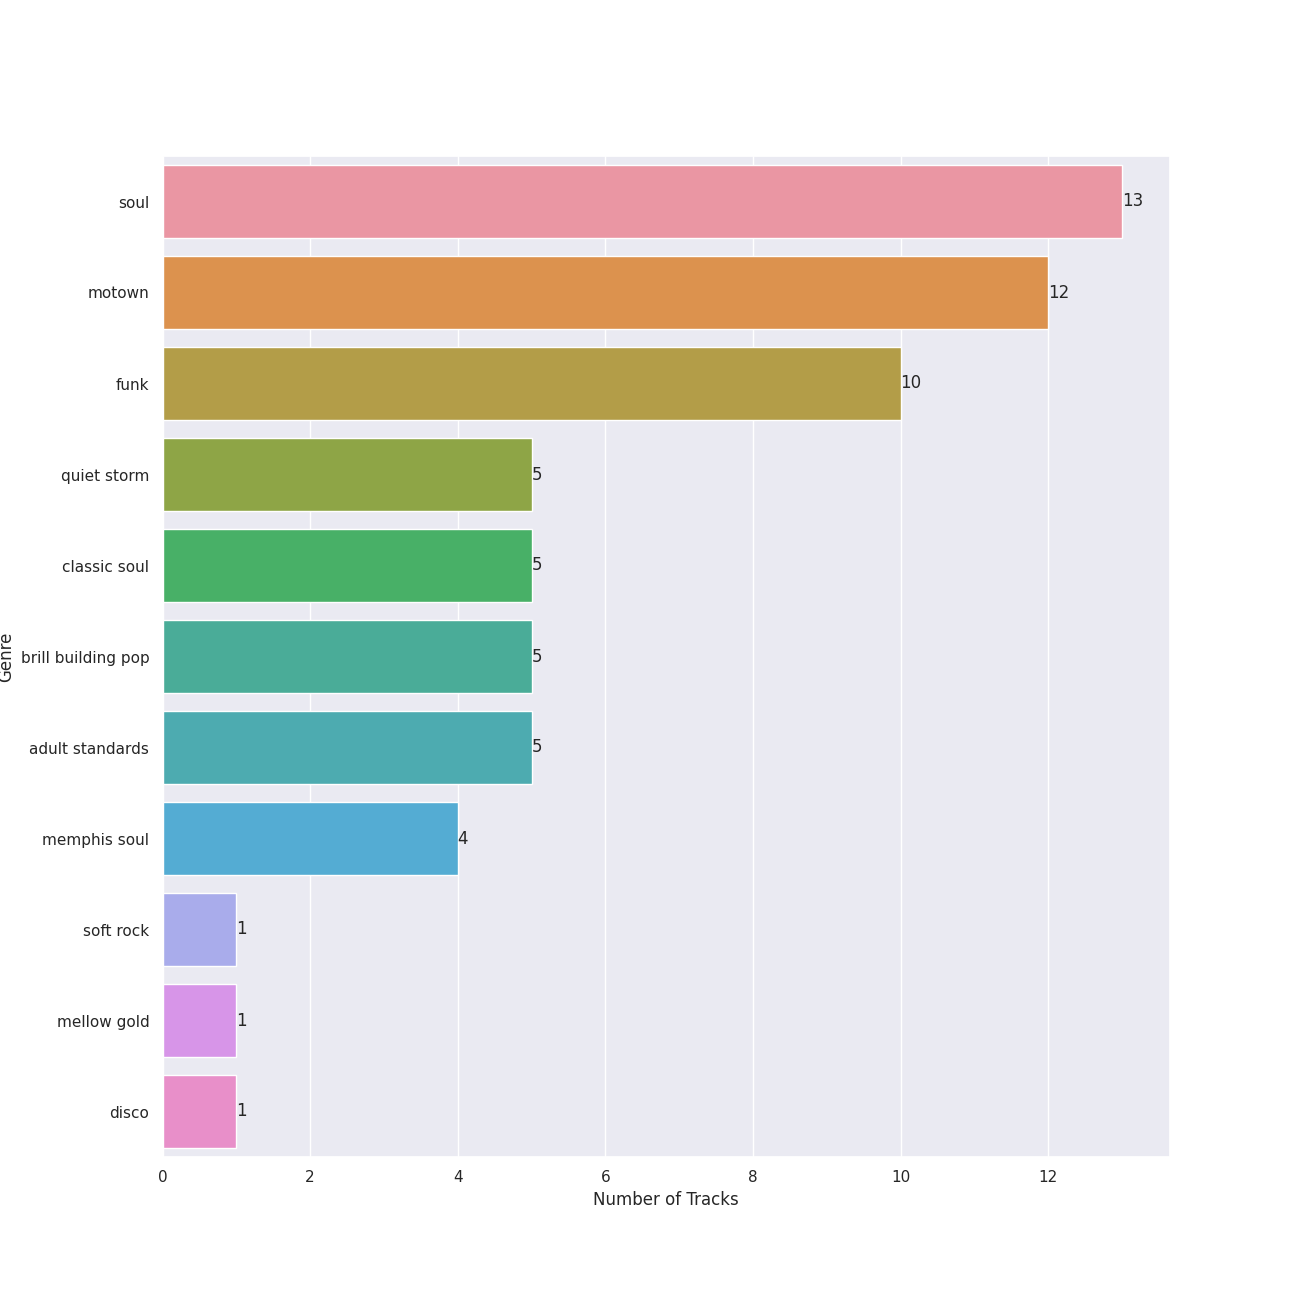 soul 13
motown 12
funk 10
quiet storm 5
classic soul 5
brill building pop 5
adult standards 5
memphis soul 4
soft rock 1
mellow gold 1
disco 1
0 2 4 6 8 10 12
Number of Tracks
Genre